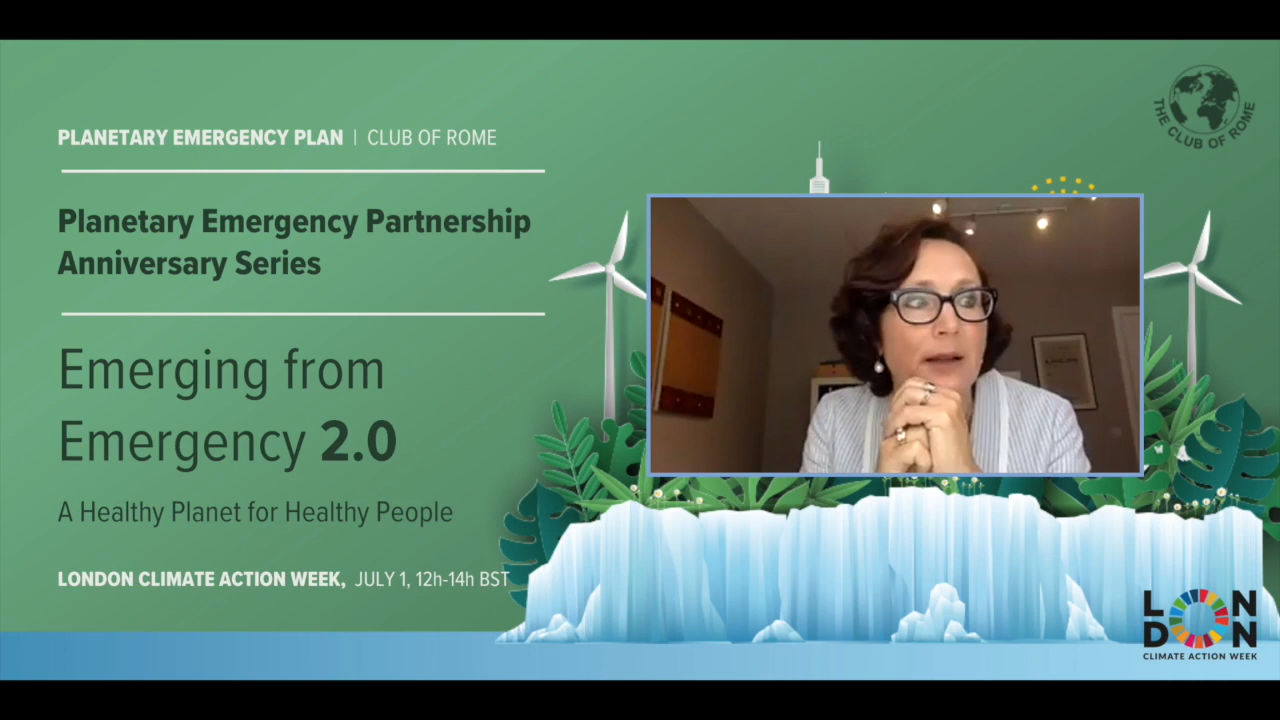 PLANETARY EMERGENCY PLAN | CLUB OF ROME
Planetary Emergency Partnership
Anniversary Series
Emerging from
Emergency 2.0
A Healthy Planet for Healthy People
LONDON CLIMATE ACTION WEEK, JULY 1, 12h-14h BST
THE CLUB OF ROME
LONDON
CLIMATE ACTION WEEK